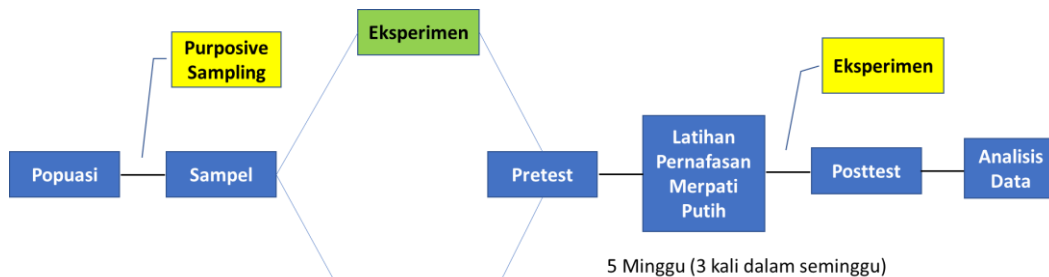 Purposive
Sampling
Eksperimen
Eksperimen
Popuasi
Sampel
Pretest
Latihan
Pernafasan
Merpati
Putih
Posttest
Analisis
Data
5 Minggu (3 kali dalam seminggu)